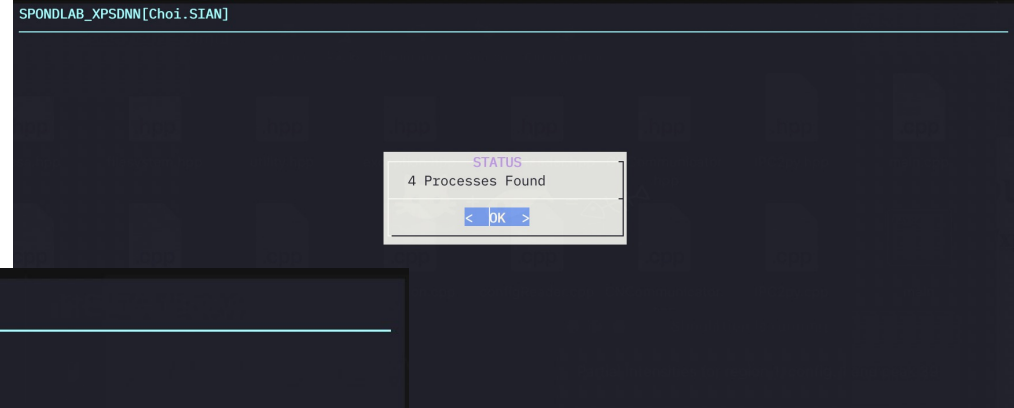 SPONDLAB_XPSDNN[Choi.SIAN]
STATUS
4 Processes Found
< OK >